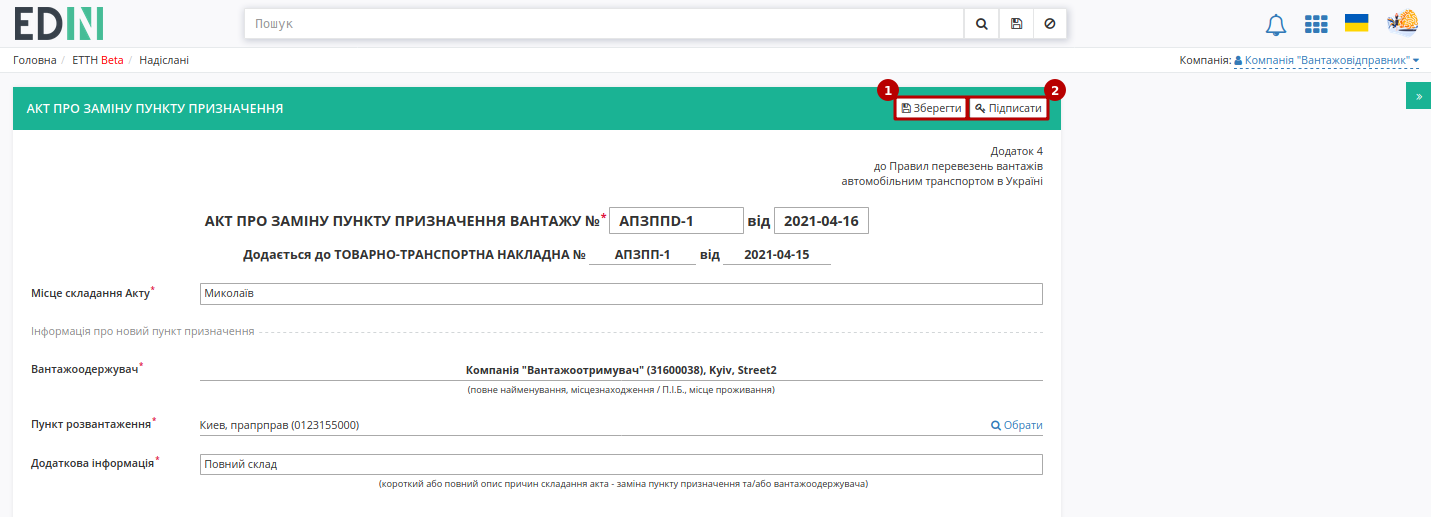 EDIN
Пошук
Головна / ЕТТН Beta / Надіслані
Компанія: Компанія "Вантажовідправник"
1 2
АКТ ПРО ЗАМІНУ ПУНКТУ ПРИЗНАЧЕННЯ Зберегти Підписати »
Додаток 4
до Правил перевезень вантажів
автомобільним транспортом в Україні
АКТ ПРО ЗАМІНУ ПУНКТУ ПРИЗНАЧЕННЯ ВАНТАЖУ №* АПЗППD-1 від 2021-04-16
Додається до ТОВАРНО-ТРАНСПОРТНА НАКЛАДНА № АПЗПП-1 від 2021-04-15
Місце складання Акту* Миколаїв
Інформація про новий пункт призначення
Вантажоодержувач* Компанія "Вантажоотримувач" (31600038), Kyiv, Street2
(повне найменування, місцезнаходження / П.І.Б., місце проживання)
Пункт розвантаження* Киев, прапрправ (0123155000) Обрати
Додаткова інформація* Повний склад
(короткий або повний опис причин складання акта - заміна пункту призначення та/або вантажоодержувача)